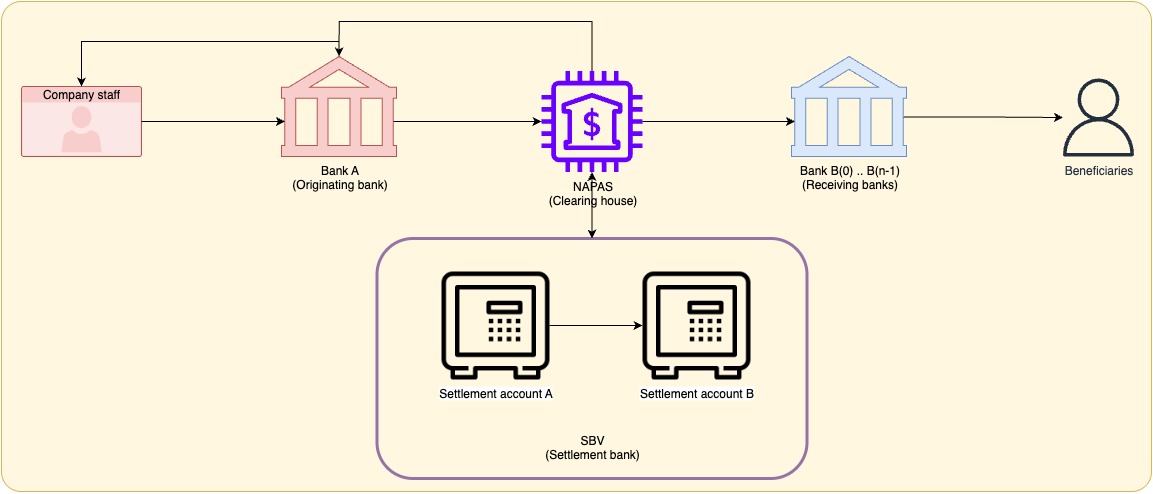 Company staff
Bank A
(Originating bank)
$
NAPAS
(Clearing house)
Bank B(0) .. B(n-1)
(Receiving banks)
Beneficiaries
Settlement account A
Settlement account B
SBV
(Settlement bank)